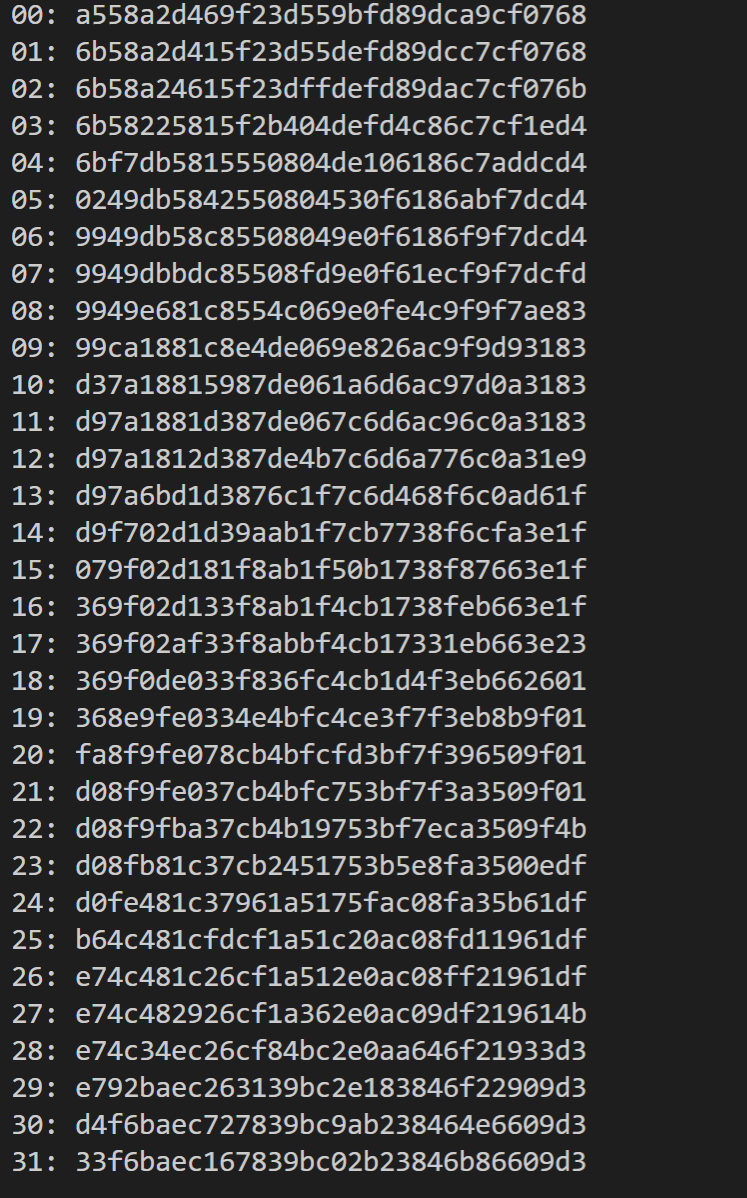 00: a558a2d469f23d559bfd89dca9cf0768
01: 6b58a2d415f23d55defd89dcc7cf0768
02: 6b58a24615f23dffdefd89dac7cf076b
03: 6b58225815f2b404defd4c86c7cf1ed4
04: 6bf7db5815550804de106186c7addcd4
05: 0249db5842550804530f6186abf7dcd4
06: 9949db58c85508049e0f6186f9f7dcd4
07: 9949dbbdc85508fd9e0f61ecf9f7dcfd
08: 9949e681c8554c069e0fe4c9f9f7ae83
09: 99ca1881c8e4de069e826ac9f9d93183
10: d37a18815987de061a6d6ac97d0a3183
11: d97a1881d387de067c6d6ac96c0a3183
12: d97a1812d387de4b7c6d6a776c0a31e9
13: d97a6bd1d3876c1f7c6d468f6c0ad61f
14: d9f702d1d39aab1f7cb7738f6cfa3e1f
15: 079f02d181f8ab1f50b1738f87663e1f
16: 369f02d133f8ab1f4cb1738feb663e1f
17: 369f02af33f8abbf4cb17331eb663e23
18: 369f0de033f836fc4cb1d4f3eb662601
19: 368e9fe0334e4bfc4ce3f7f3eb8b9f01
20: fa8f9fe078cb4bfcfd3bf7f396509f01
21: d08f9fe037cb4bfc753bf7f3a3509f01
22: d08f9fba37cb4b19753bf7eca3509f4b
23: d08fb81c37cb2451753b5e8fa3500edf
24: d0fe481c37961a5175fac08fa35b61df
25: b64c481cfdcf1a51c20ac08fd11961df
26: e74c481c26cf1a512e0ac08ff21961df
27: e74c482926cf1a362e0ac09df219614b
28: e74c34ec26cf84bc2e0aa646f21933d3
29: e792baec263139bc2e183846f22909d3
30: d4f6baec727839bc9ab238464e6609d3
31: 33f6baec167839bc02b23846b86609d3